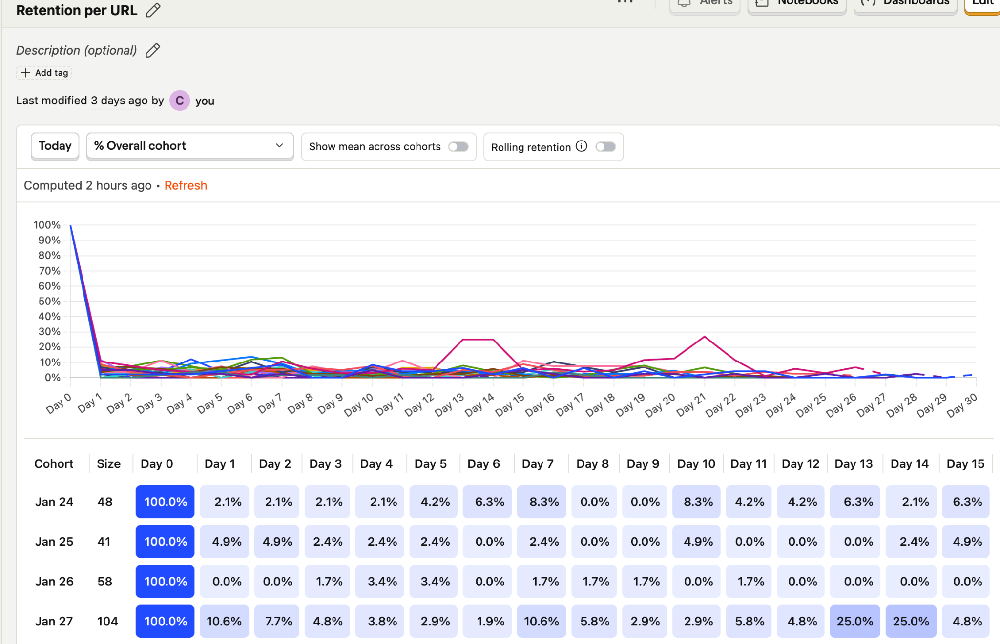 Retention per URL
Alerts
Notebooks
Dashboards
Edit
Description (optional)
Add tag
Last modified 3 days ago by C you
Today
% Overall cohort
Show mean across cohorts
Rolling retention
Computed 2 hours ago • Refresh
100%
90%
80%
70%
60%
50%
40%
30%
20%
10%
0%
Day 0 Day 1 Day 2 Day 3 Day 4 Day 5 Day 6 Day 7 Day 8 Day 9 Day 10 Day 11 Day 12 Day 13 Day 14 Day 15 Day 16 Day 17 Day 18 Day 19 Day 20 Day 21 Day 22 Day 23 Day 24 Day 25 Day 26 Day 27 Day 28 Day 29 Day 30
Cohort Size Day 0 Day 1 Day 2 Day 3 Day 4 Day 5 Day 6 Day 7 Day 8 Day 9 Day 10 Day 11 Day 12 Day 13 Day 14 Day 15
Jan 24 48 100.0% 2.1% 2.1% 2.1% 2.1% 4.2% 6.3% 8.3% 0.0% 0.0% 8.3% 4.2% 4.2% 6.3% 2.1% 6.3%
Jan 25 41 100.0% 4.9% 4.9% 2.4% 2.4% 2.4% 0.0% 2.4% 0.0% 0.0% 4.9% 0.0% 0.0% 0.0% 2.4% 4.9%
Jan 26 58 100.0% 0.0% 0.0% 1.7% 3.4% 3.4% 0.0% 1.7% 1.7% 1.7% 0.0% 1.7% 0.0% 0.0% 0.0% 0.0%
Jan 27 104 100.0% 10.6% 7.7% 4.8% 3.8% 2.9% 1.9% 10.6% 5.8% 2.9% 2.9% 5.8% 4.8% 25.0% 25.0% 4.8%